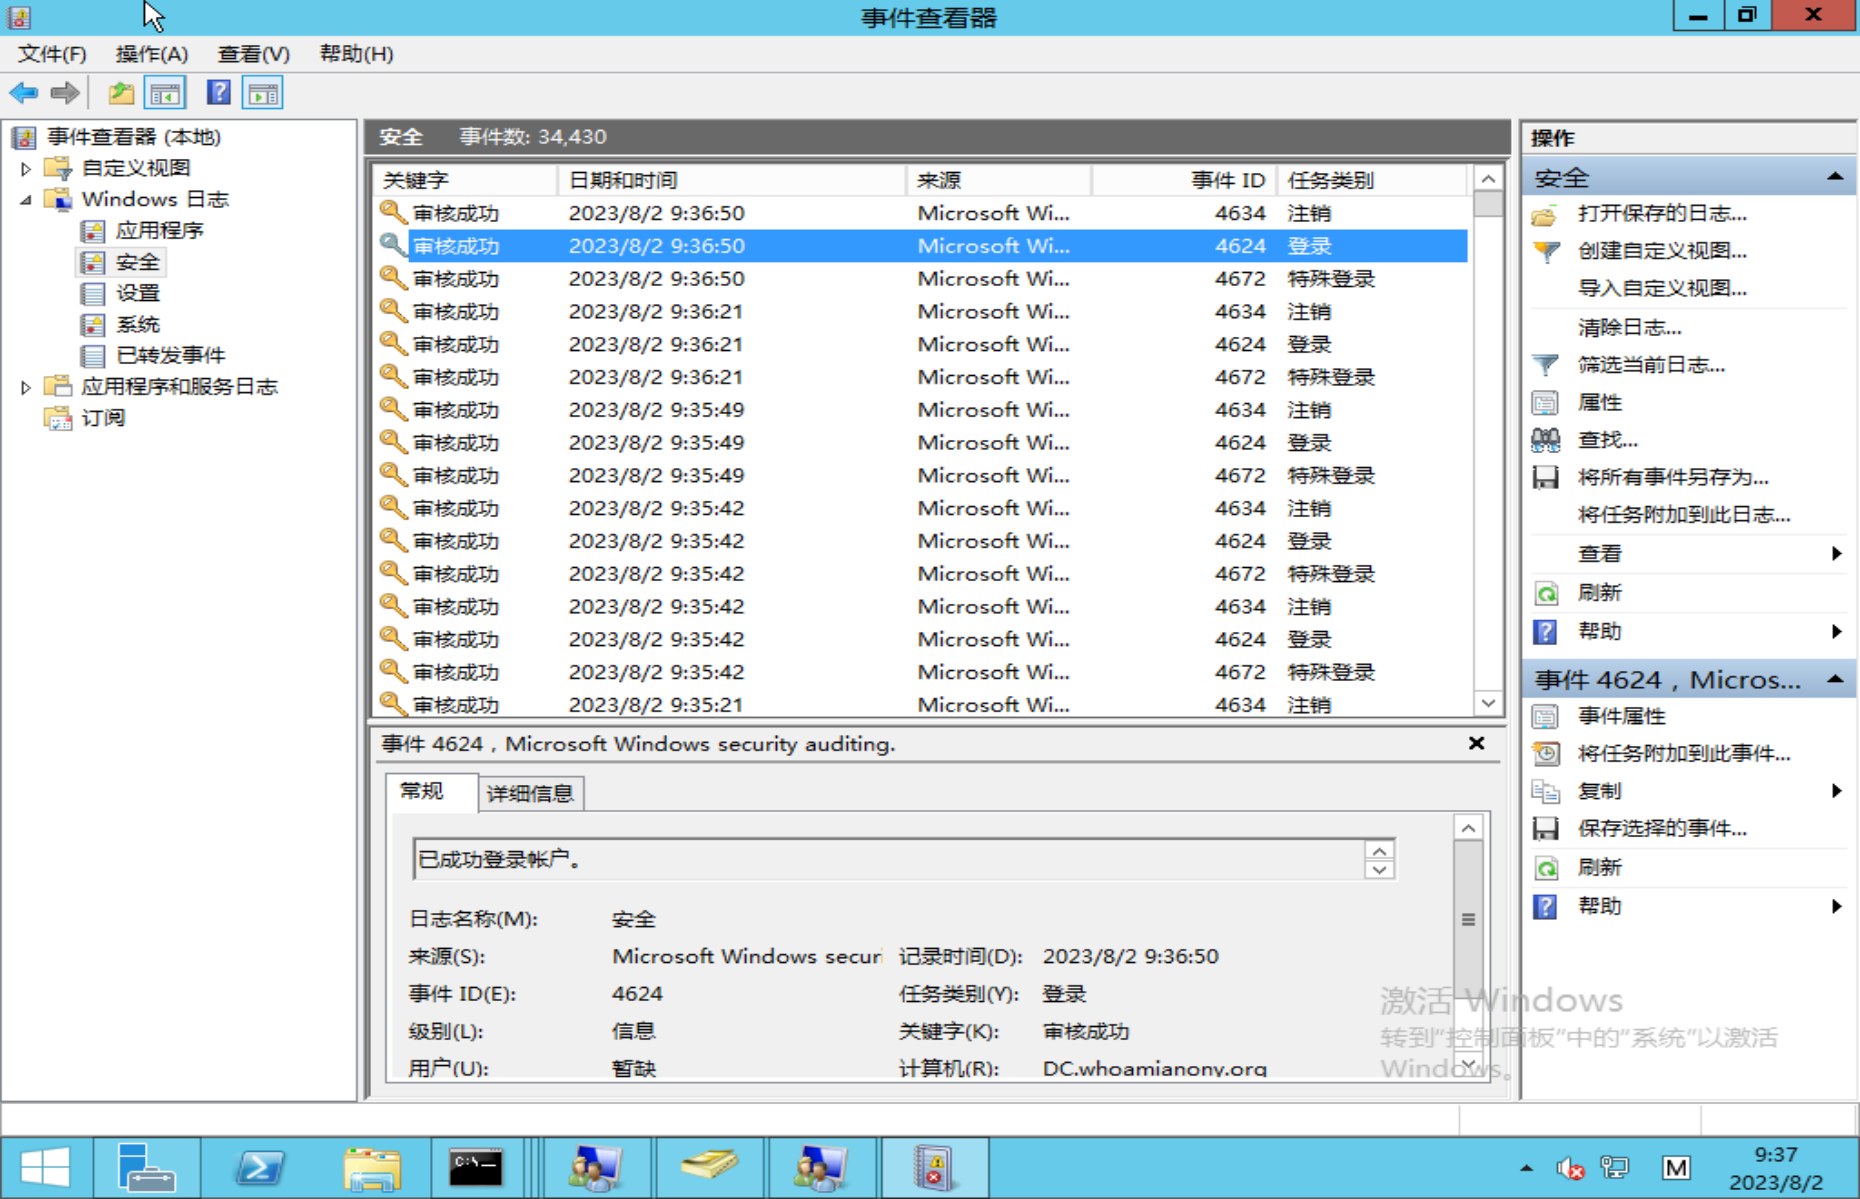 事件查看器
文件(F) 操作(A) 查看(V) 帮助(H)
事件查看器 (本地)
自定义视图
Windows 日志
应用程序
安全
设置
系统
已转发事件
应用程序和服务日志
订阅
安全 事件数: 34,430
关键字 日期和时间 来源 事件 ID 任务类别
审核成功 2023/8/2 9:36:50 Microsoft Wi... 4634 注销
审核成功 2023/8/2 9:36:50 Microsoft Wi... 4624 登录
审核成功 2023/8/2 9:36:50 Microsoft Wi... 4672 特殊登录
审核成功 2023/8/2 9:36:21 Microsoft Wi... 4634 注销
审核成功 2023/8/2 9:36:21 Microsoft Wi... 4624 登录
审核成功 2023/8/2 9:36:21 Microsoft Wi... 4672 特殊登录
审核成功 2023/8/2 9:35:49 Microsoft Wi... 4634 注销
审核成功 2023/8/2 9:35:49 Microsoft Wi... 4624 登录
审核成功 2023/8/2 9:35:49 Microsoft Wi... 4672 特殊登录
审核成功 2023/8/2 9:35:42 Microsoft Wi... 4634 注销
审核成功 2023/8/2 9:35:42 Microsoft Wi... 4624 登录
审核成功 2023/8/2 9:35:42 Microsoft Wi... 4672 特殊登录
审核成功 2023/8/2 9:35:42 Microsoft Wi... 4634 注销
审核成功 2023/8/2 9:35:42 Microsoft Wi... 4624 登录
审核成功 2023/8/2 9:35:42 Microsoft Wi... 4672 特殊登录
审核成功 2023/8/2 9:35:21 Microsoft Wi... 4634 注销
事件 4624，Microsoft Windows security auditing.
常规 详细信息
已成功登录帐户。
日志名称(M): 安全
来源(S): Microsoft Windows securi 记录时间(D): 2023/8/2 9:36:50
事件 ID(E): 4624 任务类别(Y): 登录
级别(L): 信息 关键字(K): 审核成功
用户(U): 暂缺 计算机(R): DC.whoamianony.org
操作
安全
打开保存的日志...
创建自定义视图...
导入自定义视图...
清除日志...
筛选当前日志...
属性
查找...
将所有事件另存为...
将任务附加到此日志...
查看
刷新
帮助
事件 4624，Micros...
事件属性
将任务附加到此事件...
复制
保存选择的事件...
刷新
帮助
激活 Windows
转到“控制面板”中的“系统”以激活
Windows。
C:\
M
9:37
2023/8/2